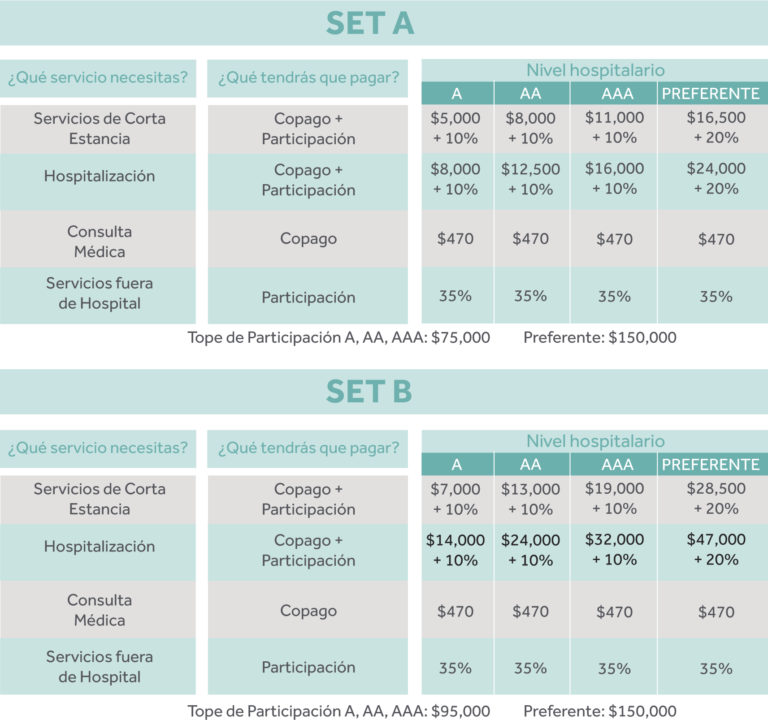 SET A
¿Qué servicio necesitas? ¿Qué tendrás que pagar? Nivel hospitalario
A AA AAA PREFERENTE
Servicios de Corta Copago + $5,000 $8,000 $11,000 $16,500
Estancia Participación + 10% + 10% + 10% + 20%
Hospitalización Copago + $8,000 $12,500 $16,000 $24,000
Participación + 10% + 10% + 10% + 20%
Consulta
Médica Copago $470 $470 $470 $470
Servicios fuera
de Hospital Participación 35% 35% 35% 35%
Tope de Participación A, AA, AAA: $75,000 Preferente: $150,000
SET B
¿Qué servicio necesitas? ¿Qué tendrás que pagar? Nivel hospitalario
A AA AAA PREFERENTE
Servicios de Corta Copago + $7,000 $13,000 $19,000 $28,500
Estancia Participación + 10% + 10% + 10% + 20%
Hospitalización Copago + $14,000 $24,000 $32,000 $47,000
Participación + 10% + 10% + 10% + 20%
Consulta
Médica Copago $470 $470 $470 $470
Servicios fuera
de Hospital Participación 35% 35% 35% 35%
Tope de Participación A, AA, AAA: $95,000 Preferente: $150,000